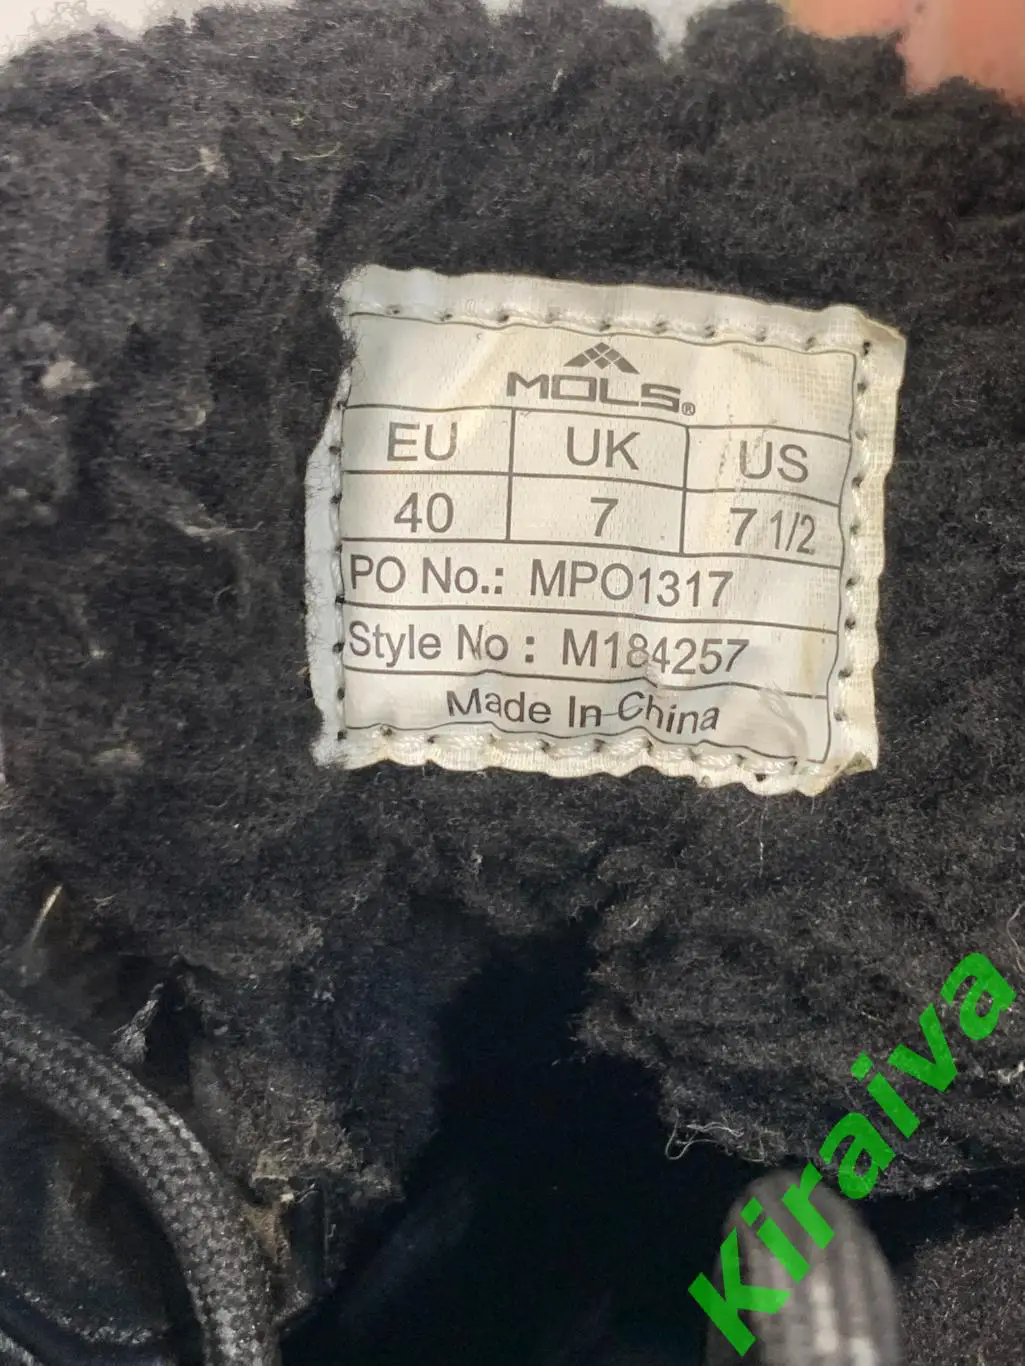 MOLS®
EU UK US
40 7 7 1/2
PO No.: MPO1317
Style No : M184257
Made In China
Kiraiva